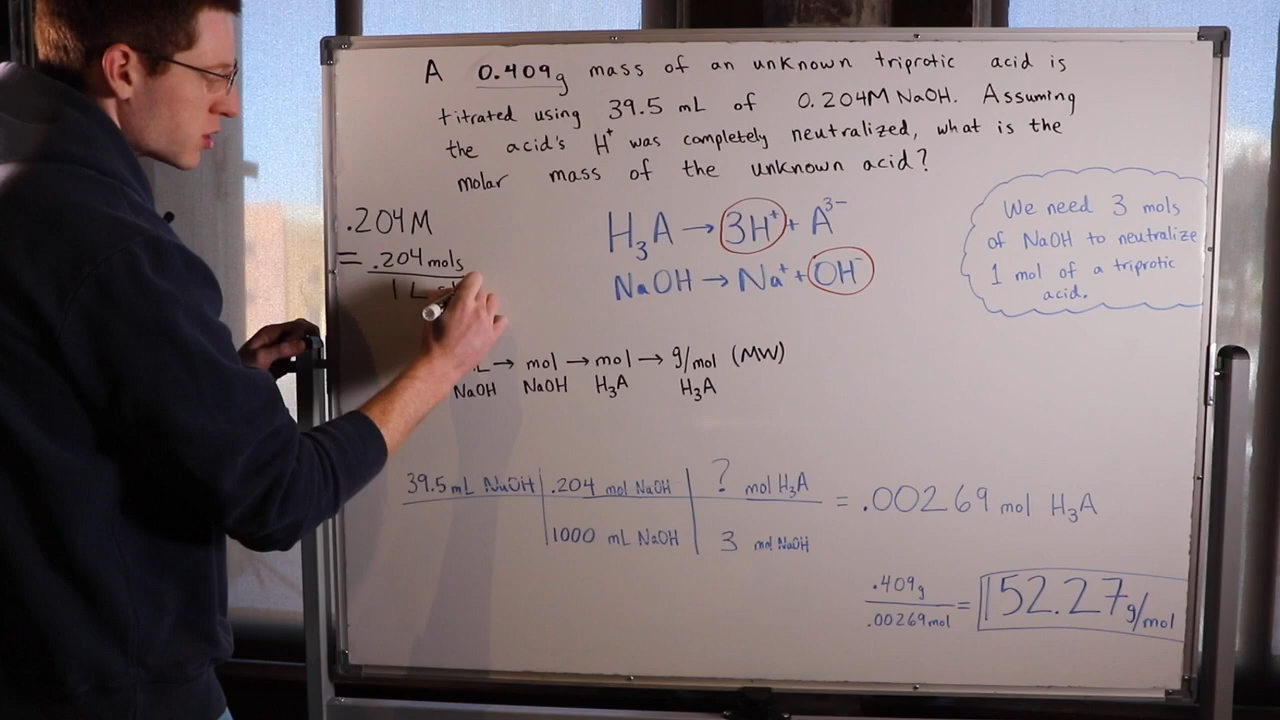 A 0.409g mass of an unknown triprotic acid is
titrated using 39.5 mL of 0.204M NaOH. Assuming
the acid's H⁺ was completely neutralized, what is the
molar mass of the unknown acid?
.204M
= .204 mols
1 L
H₃A → 3H⁺ + A³⁻
NaOH → Na⁺ + OH⁻
We need 3 mols
of NaOH to neutralize
1 mol of a triprotic
acid.
→ mol → mol → g/mol (MW)
NaOH NaOH H₃A H₃A
39.5 mL NaOH .204 mol NaOH ? mol H₃A = .00269 mol H₃A
1000 mL NaOH 3 mol NaOH
.409g
.00269 mol
= 152.27 g/mol